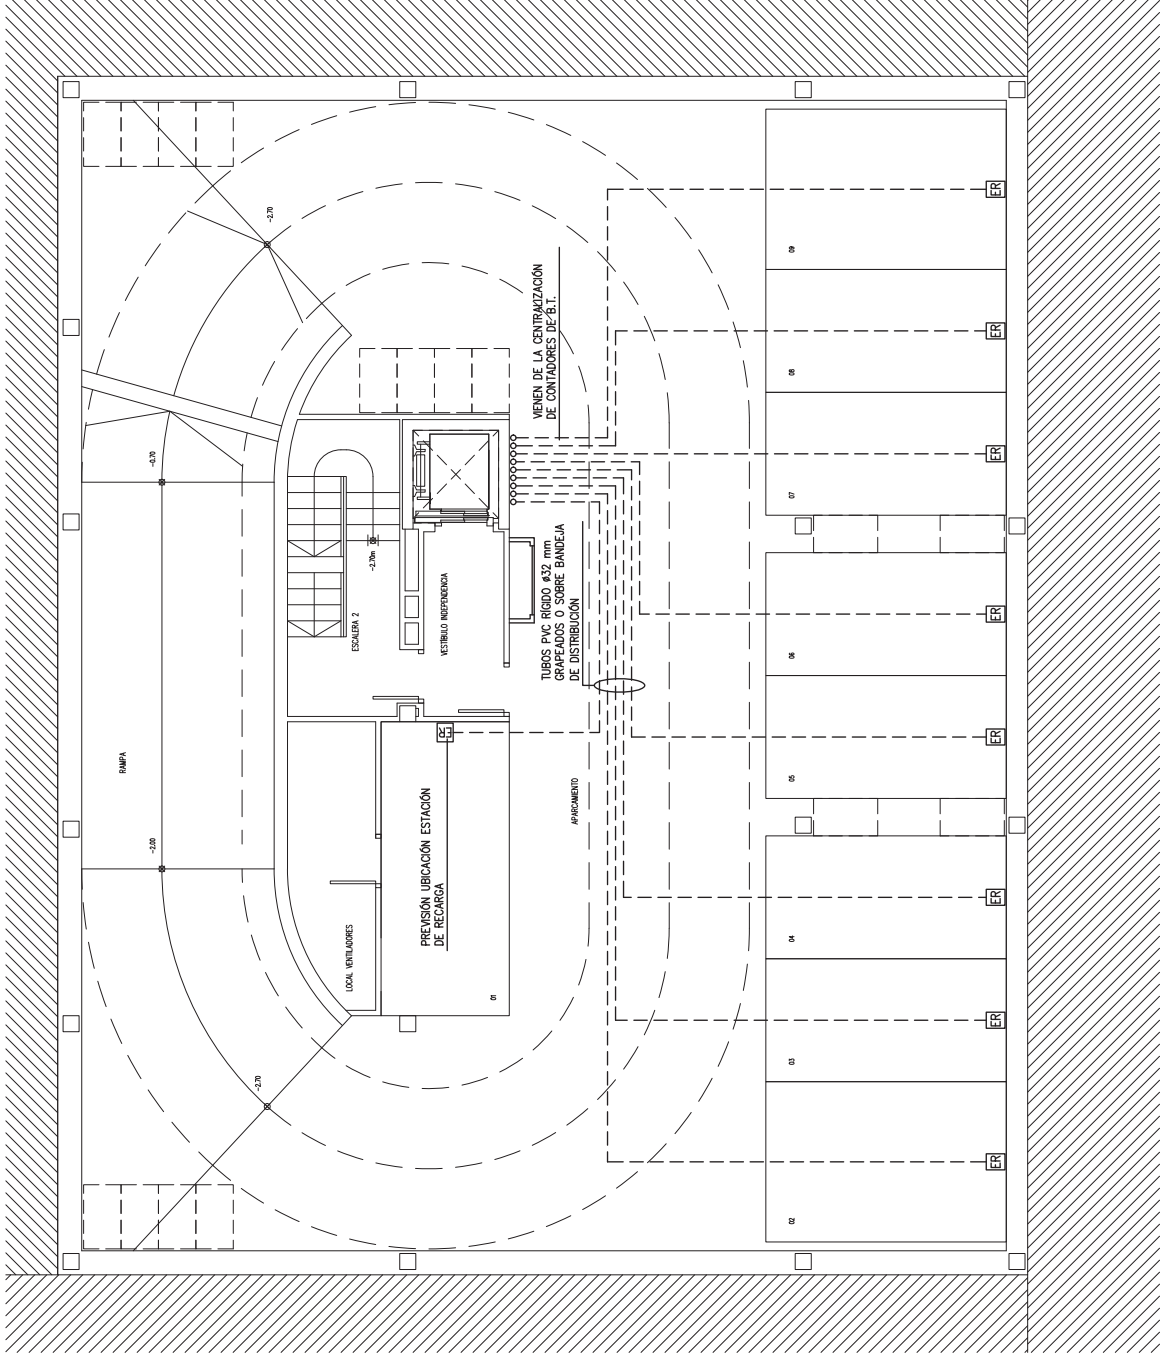 -2.70
09
ER
VIENEN DE LA CENTRALIZACIÓN
DE CONTADORES DE B.T.
08
ER
-0.70
07
ER
-2.70m
ESCALERA 2
VESTÍBULO INDEPENDENCIA
TUBOS PVC RÍGIDO ø32 mm
GRAPEADOS O SOBRE BANDEJA
DE DISTRIBUCIÓN
06
ER
RAMPA
ER
APARCAMENTO
05
ER
-2.00
PREVISIÓN UBICACIÓN ESTACIÓN
DE RECARGA
04
ER
LOCAL VENTILADORES
01
03
ER
-2.70
02
ER